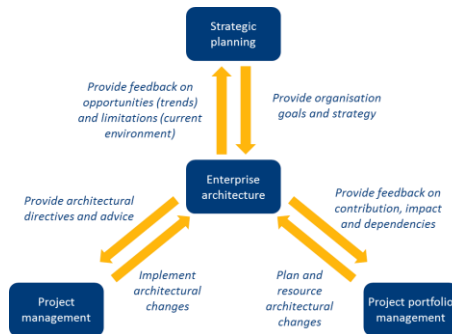 Strategic
planning
Provide feedback on
opportunities (trends)
and limitations (current
environment)
Provide organisation
goals and strategy
Enterprise
architecture
Provide architectural
directives and advice
Provide feedback on
contribution, impact
and dependencies
Implement
architectural
changes
Plan and
resource
architectural
changes
Project
management
Project portfolio
management